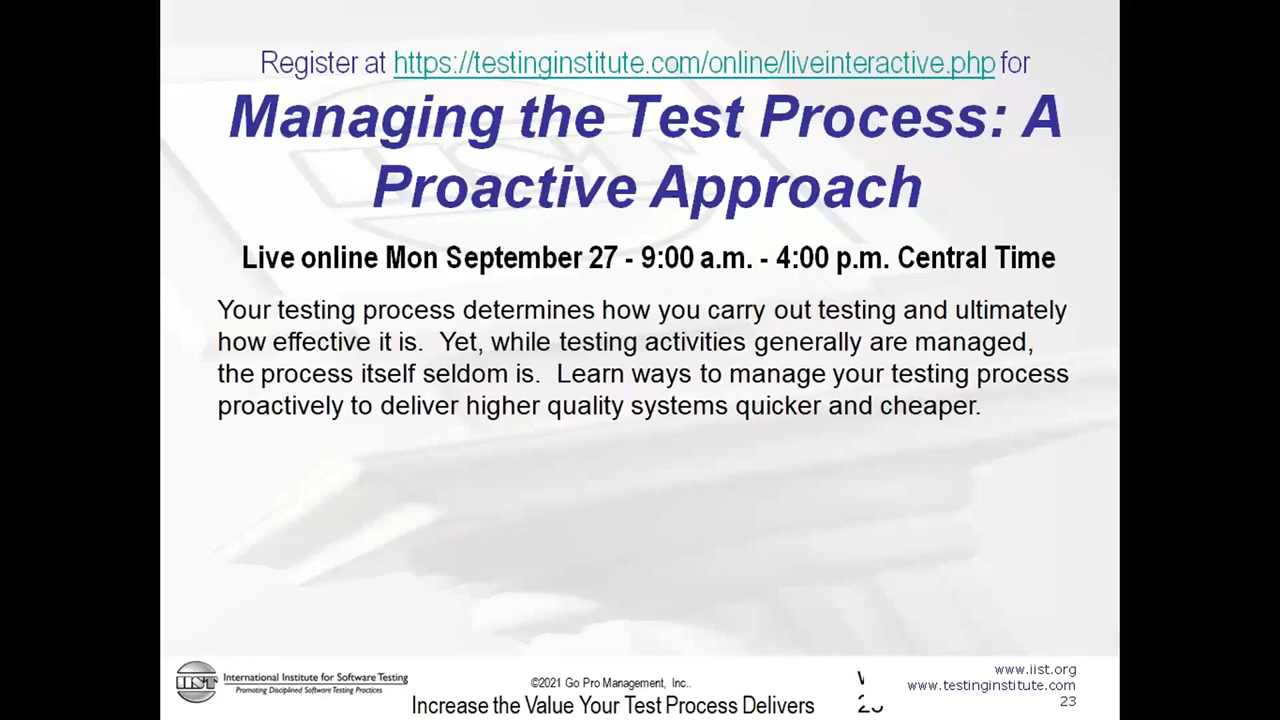 Register at https://testinginstitute.com/online/liveinteractive.php for
Managing the Test Process: A
Proactive Approach
Live online Mon September 27 - 9:00 a.m. - 4:00 p.m. Central Time
Your testing process determines how you carry out testing and ultimately
how effective it is. Yet, while testing activities generally are managed,
the process itself seldom is. Learn ways to manage your testing process
proactively to deliver higher quality systems quicker and cheaper.
IIST
International Institute for Software Testing
Promoting Disciplined Software Testing Practices
©2021 Go Pro Management, Inc..
Increase the Value Your Test Process Delivers
www.iist.org
www.testinginstitute.com
23